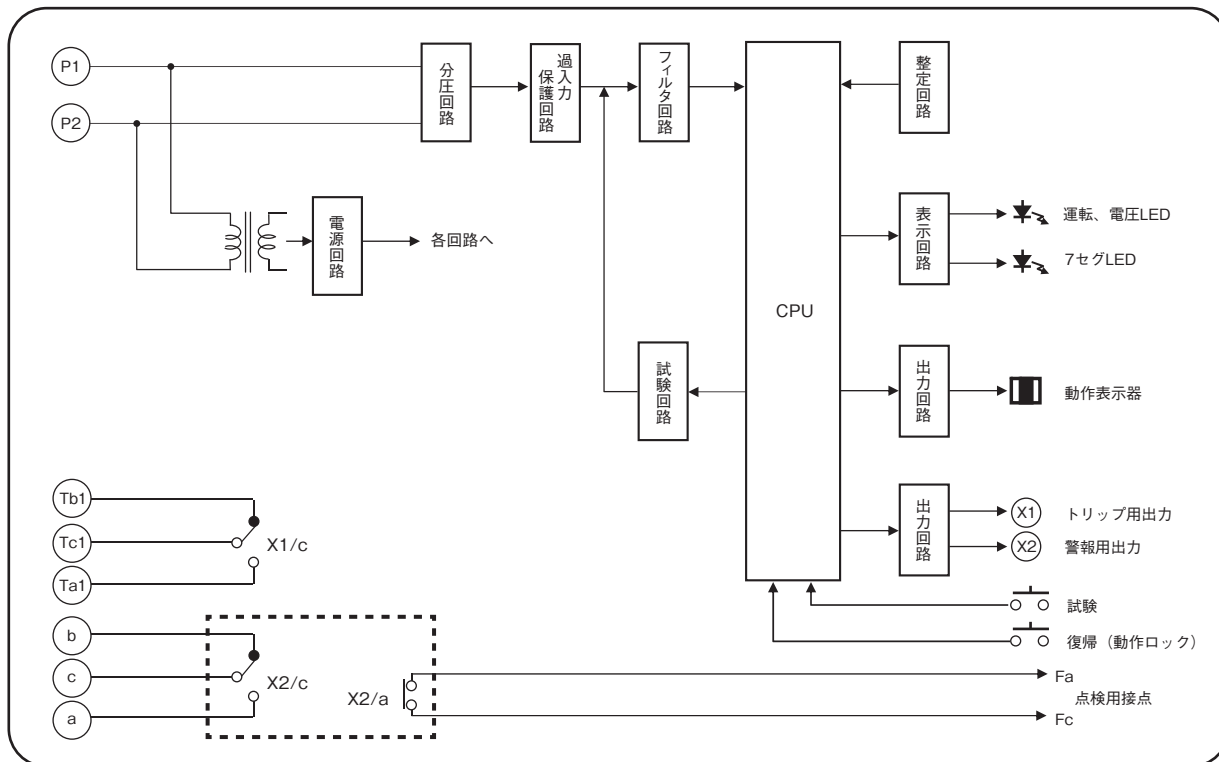 P1
P2
分圧回路
過入力
保護回路
フィルタ回路
CPU
整定回路
電源回路
各回路へ
表示回路
運転、電圧LED
7セグLED
試験回路
出力回路
動作表示器
出力回路
X1
トリップ用出力
X2
警報用出力
試験
復帰（動作ロック）
Tb1
Tc1
Ta1
X1/c
b
c
a
X2/c
X2/a
Fa
点検用接点
Fc